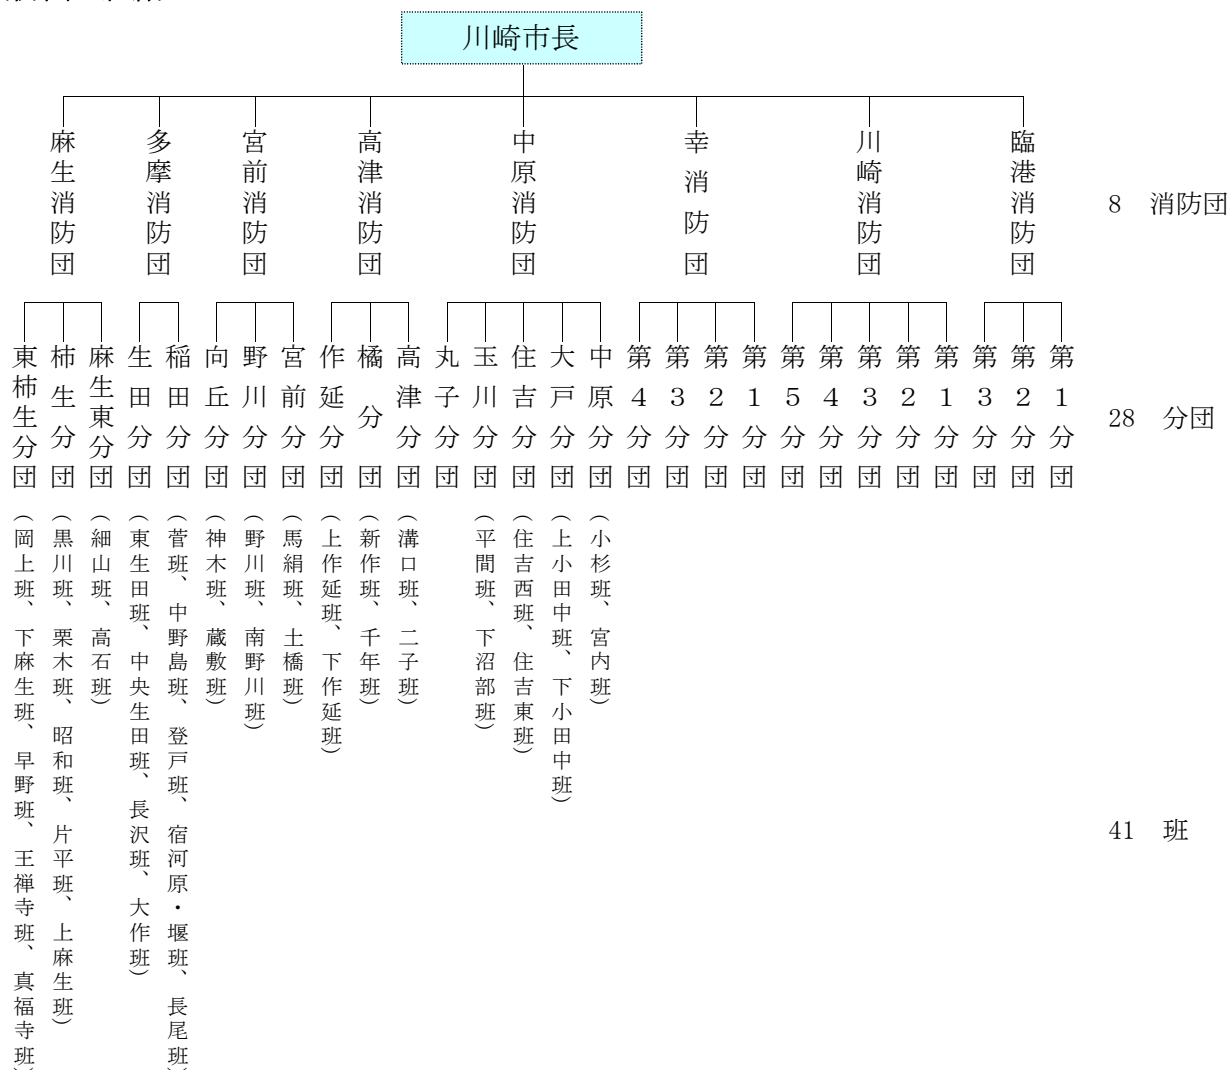 川崎市長
麻生消防団
多摩消防団
宮前消防団
高津消防団
中原消防団
幸消防団
川崎消防団
臨港消防団
8 消防団
東柿生分団
柿生分団
麻生東分団
生田分団
稲田分団
向丘分団
野川分団
宮前分団
作延分団
橘分団
高津分団
丸子分団
玉川分団
住吉分団
大戸分団
中原分団
第4分団
第3分団
第2分団
第1分団
第5分団
第4分団
第3分団
第2分団
第1分団
第3分団
第2分団
第1分団
28 分団
(岡上班、下麻生班、早野班、王禅寺班、真福寺班)
(黒川班、栗木班、昭和班、片平班、上麻生班)
(細山班、高石班)
(東生田班、中央生田班、長沢班、大作班)
(菅班、中野島班、登戸班、宿河原・堰班、長尾班)
(神木班、蔵敷班)
(野川班、南野川班)
(馬絹班、土橋班)
(上作延班、下作延班)
(新作班、千年班)
(溝口班、二子班)
(平間班、下沼部班)
(住吉西班、住吉東班)
(上小田中班、下小田中班)
(小杉班、宮内班)
41 班